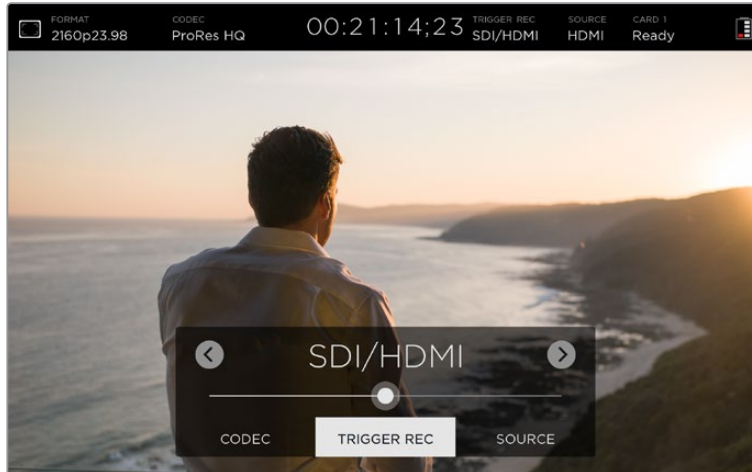 FORMAT
2160p23.98
CODEC
ProRes HQ
00:21:14;23
TRIGGER REC
SDI/HDMI
SOURCE
HDMI
CARD 1
Ready
SDI/HDMI
CODEC
TRIGGER REC
SOURCE